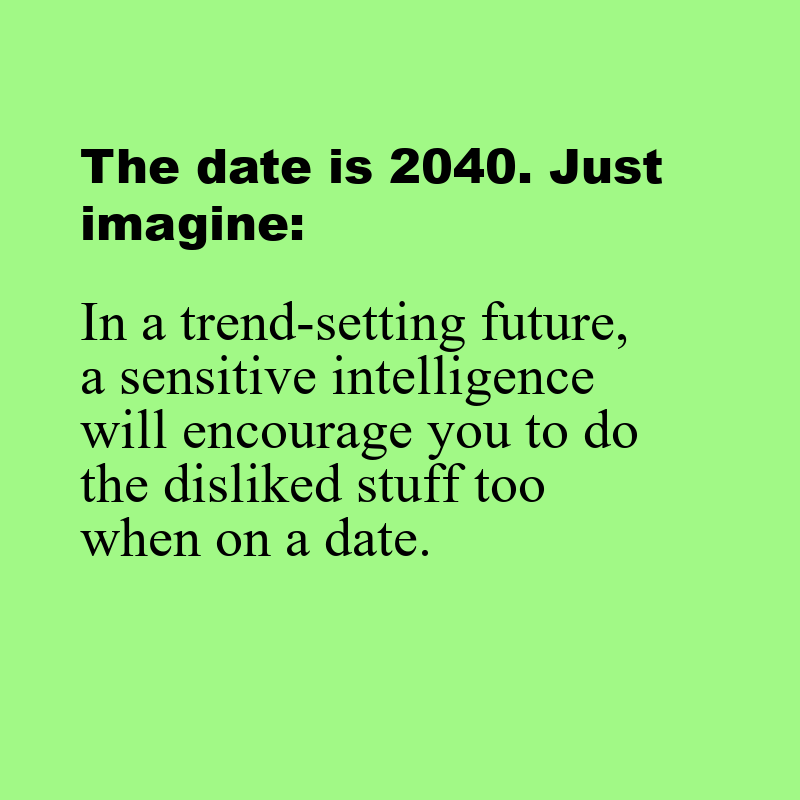 The date is 2040. Just
imagine:
In a trend-setting future,
a sensitive intelligence
will encourage you to do
the disliked stuff too
when on a date.